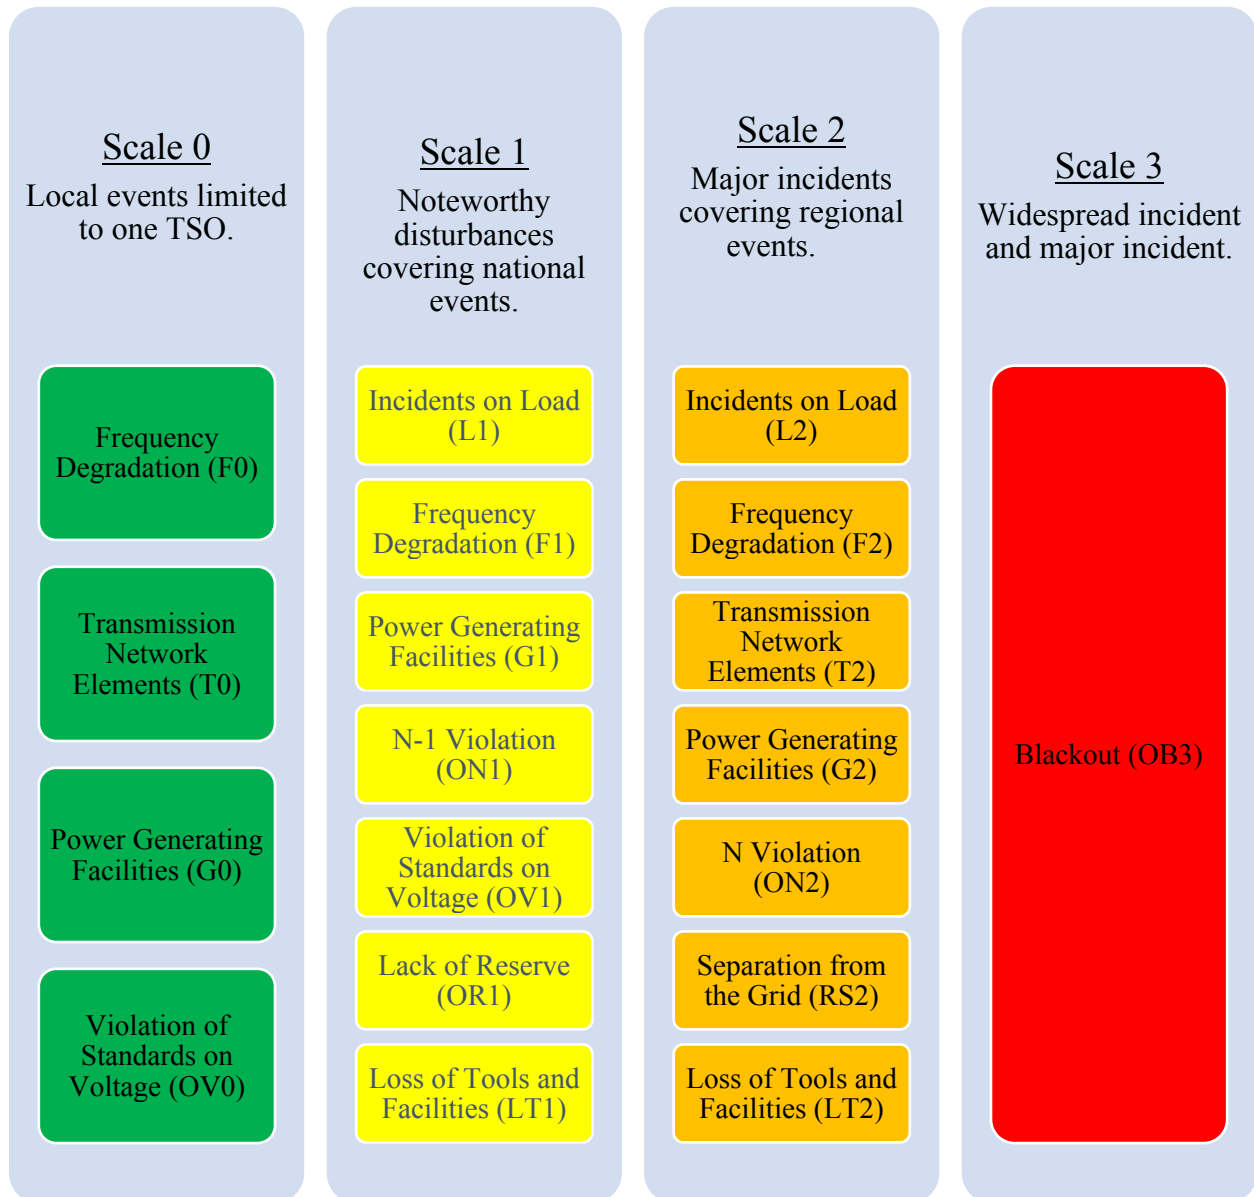 Scale 0
Local events limited
to one TSO.
Frequency
Degradation (F0)
Transmission
Network
Elements (T0)
Power Generating
Facilities (G0)
Violation of
Standards on
Voltage (OV0)
Scale 1
Noteworthy
disturbances
covering national
events.
Incidents on Load
(L1)
Frequency
Degradation (F1)
Power Generating
Facilities (G1)
N-1 Violation
(ON1)
Violation of
Standards on
Voltage (OV1)
Lack of Reserve
(OR1)
Loss of Tools and
Facilities (LT1)
Scale 2
Major incidents
covering regional
events.
Incidents on Load
(L2)
Frequency
Degradation (F2)
Transmission
Network
Elements (T2)
Power Generating
Facilities (G2)
N Violation
(ON2)
Separation from
the Grid (RS2)
Loss of Tools and
Facilities (LT2)
Scale 3
Widespread incident
and major incident.
Blackout (OB3)